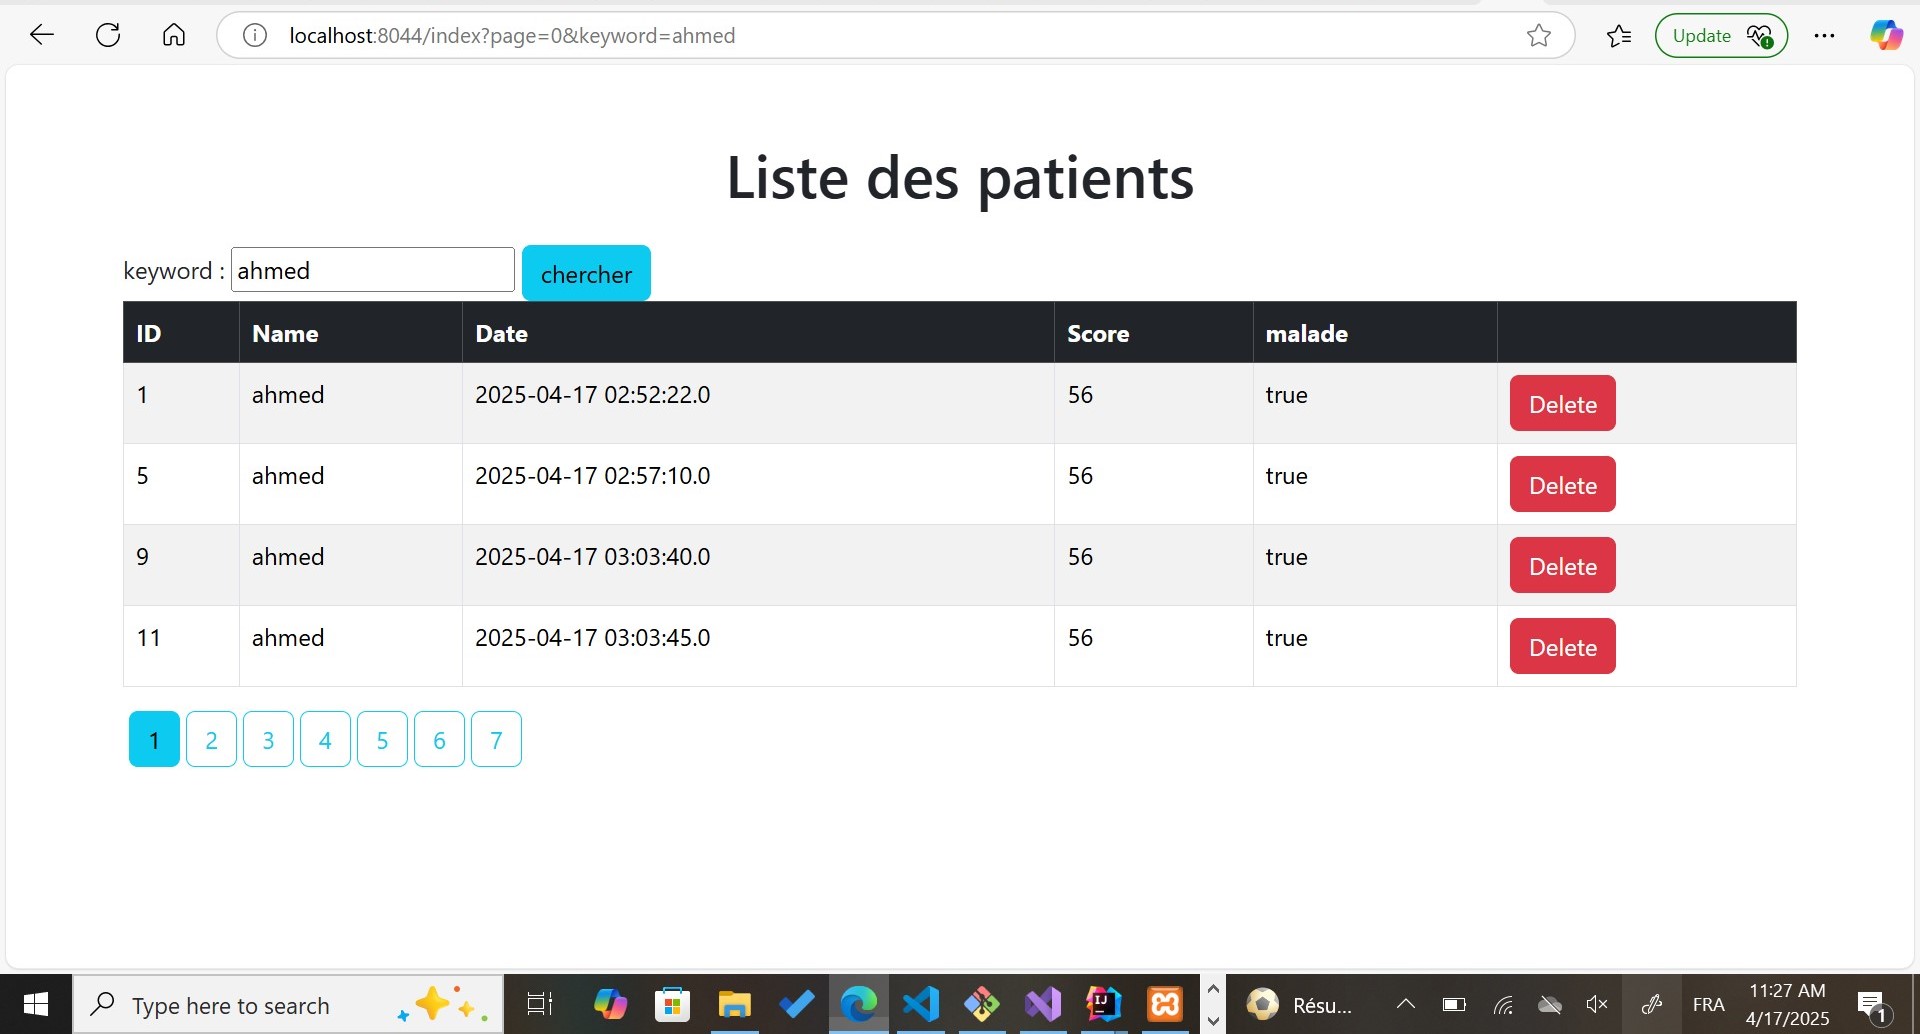 localhost:8044/index?page=0&keyword=ahmed
Update
Liste des patients
keyword : ahmed chercher
ID Name Date Score malade
1 ahmed 2025-04-17 02:52:22.0 56 true Delete
5 ahmed 2025-04-17 02:57:10.0 56 true Delete
9 ahmed 2025-04-17 03:03:40.0 56 true Delete
11 ahmed 2025-04-17 03:03:45.0 56 true Delete
1 2 3 4 5 6 7
Type here to search
IJ
Résu...
FRA
11:27 AM
4/17/2025
1